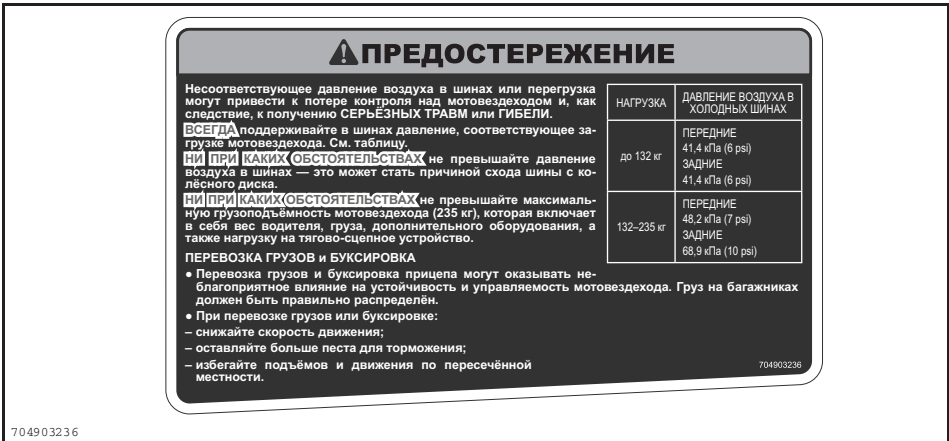 ПРЕДОСТЕРЕЖЕНИЕ
Несоответствующее давление воздуха в шинах или перегрузка
могут привести к потере контроля над мотовездеходом и, как
следствие, к получению СЕРЬЁЗНЫХ ТРАВМ или ГИБЕЛИ.
ВСЕГДА поддерживайте в шинах давление, соответствующее за-
грузке мотовездехода. См. таблицу.
НИ ПРИ КАКИХ ОБСТОЯТЕЛЬСТВАХ не превышайте давление
воздуха в шинах — это может стать причиной схода шины с ко-
лёсного диска.
НИ ПРИ КАКИХ ОБСТОЯТЕЛЬСТВАХ не превышайте максималь-
ную грузоподъёмность мотовездехода (235 кг), которая включает
в себя вес водителя, груза, дополнительного оборудования, а
также нагрузку на тягово-сцепное устройство.
НАГРУЗКА
ДАВЛЕНИЕ ВОЗДУХА В
ХОЛОДНЫХ ШИНАХ
до 132 кг
ПЕРЕДНИЕ
41,4 кПа (6 psi)
ЗАДНИЕ
41,4 кПа (6 psi)
132–235 кг
ПЕРЕДНИЕ
48,2 кПа (7 psi)
ЗАДНИЕ
68,9 кПа (10 psi)
ПЕРЕВОЗКА ГРУЗОВ и БУКСИРОВКА
● Перевозка грузов и буксировка прицепа могут оказывать не-
благоприятное влияние на устойчивость и управляемость мотовездехода. Груз на багажниках
должен быть правильно распределён.
● При перевозке грузов или буксировке:
– снижайте скорость движения;
– оставляйте больше песта для торможения;
– избегайте подъёмов и движения по пересечённой
местности.
704903236
704903236